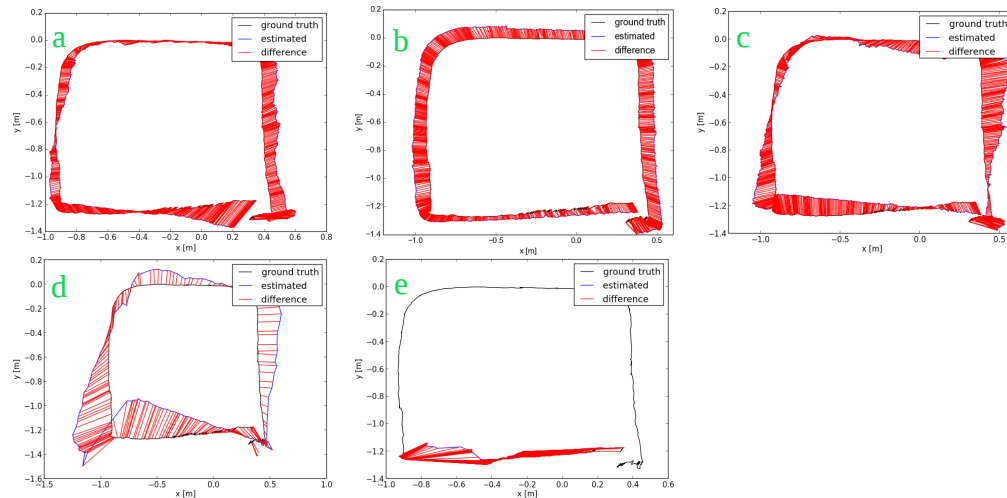 a
ground truth
estimated
difference
y [m]
0.0
−0.2
−0.4
−0.6
−0.8
−1.0
−1.2
−1.4
−1.0 −0.8 −0.6 −0.4 −0.2 0.0 0.2 0.4 0.6 0.8
x [m]
b
ground truth
estimated
difference
y [m]
0.2
0.0
−0.2
−0.4
−0.6
−0.8
−1.0
−1.2
−1.4
−1.0 −0.5 0.0 0.5
x [m]
c
ground truth
estimated
difference
y [m]
0.2
0.0
−0.2
−0.4
−0.6
−0.8
−1.0
−1.2
−1.4
−1.0 −0.5 0.0 0.5
x [m]
d
ground truth
estimated
difference
y [m]
0.2
0.0
−0.2
−0.4
−0.6
−0.8
−1.0
−1.2
−1.4
−1.6
−1.5 −1.0 −0.5 0.0 0.5 1.0
x [m]
e
ground truth
estimated
difference
y [m]
0.2
0.0
−0.2
−0.4
−0.6
−0.8
−1.0
−1.2
−1.4
−1.0 −0.8 −0.6 −0.4 −0.2 0.0 0.2 0.4 0.6
x [m]